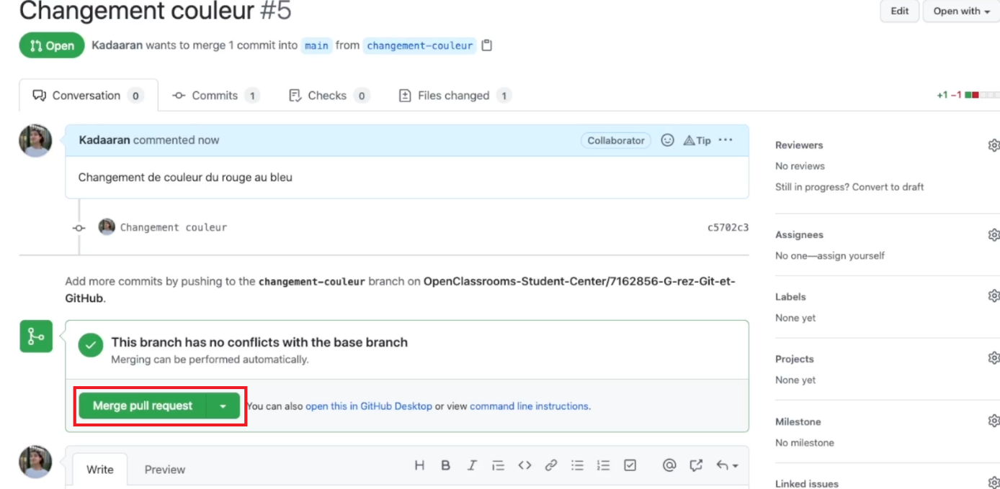 Changement couleur #5
Edit
Open with
Open
Kadaaran wants to merge 1 commit into main from changement-couleur
Conversation 0
Commits 1
Checks 0
Files changed 1
+1 −1
Kadaaran commented now
Collaborator
Tip
Changement de couleur du rouge au bleu
Changement couleur
c5702c3
Add more commits by pushing to the changement-couleur branch on OpenClassrooms-Student-Center/7162856-G-rez-Git-et-
GitHub.
This branch has no conflicts with the base branch
Merging can be performed automatically.
Merge pull request
You can also open this in GitHub Desktop or view command line instructions.
Write
Preview
Reviewers
No reviews
Still in progress? Convert to draft
Assignees
No one—assign yourself
Labels
None yet
Projects
None yet
Milestone
No milestone
Linked issues